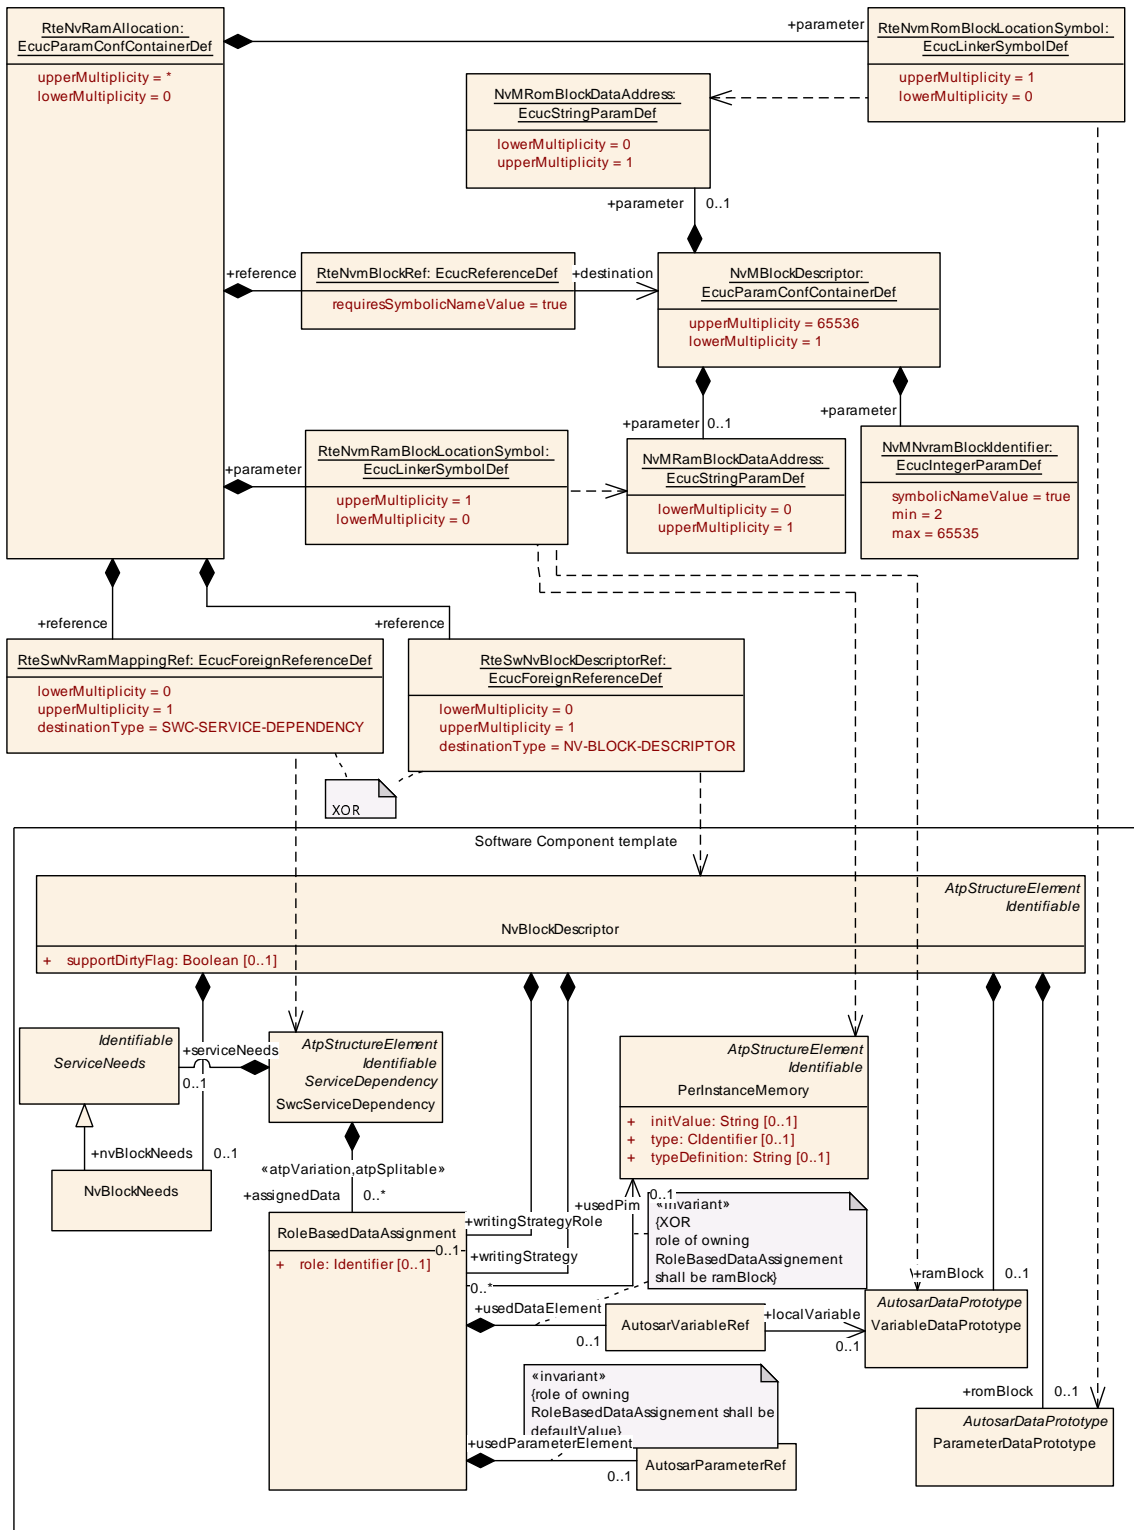 RteNvRamAllocation:
EcucParamConfContainerDef
upperMultiplicity = *
lowerMultiplicity = 0
+parameter
RteNvmRomBlockLocationSymbol:
EcucLinkerSymbolDef
upperMultiplicity = 1
lowerMultiplicity = 0
NvMRomBlockDataAddress:
EcucStringParamDef
lowerMultiplicity = 0
upperMultiplicity = 1
+parameter
0..1
+reference
RteNvmBlockRef: EcucReferenceDef
requiresSymbolicNameValue = true
+destination
NvMBlockDescriptor:
EcucParamConfContainerDef
upperMultiplicity = 65536
lowerMultiplicity = 1
+parameter
0..1
+parameter
+parameter
RteNvmRamBlockLocationSymbol:
EcucLinkerSymbolDef
upperMultiplicity = 1
lowerMultiplicity = 0
NvMRamBlockDataAddress:
EcucStringParamDef
lowerMultiplicity = 0
upperMultiplicity = 1
NvMNvramBlockIdentifier:
EcucIntegerParamDef
symbolicNameValue = true
min = 2
max = 65535
+reference
+reference
RteSwNvRamMappingRef: EcucForeignReferenceDef
lowerMultiplicity = 0
upperMultiplicity = 1
destinationType = SWC-SERVICE-DEPENDENCY
RteSwNvBlockDescriptorRef:
EcucForeignReferenceDef
lowerMultiplicity = 0
upperMultiplicity = 1
destinationType = NV-BLOCK-DESCRIPTOR
XOR
Software Component template
AtpStructureElement
Identifiable
NvBlockDescriptor
+ supportDirtyFlag: Boolean [0..1]
Identifiable
ServiceNeeds
+serviceNeeds
0..1
AtpStructureElement
Identifiable
ServiceDependency
SwcServiceDependency
AtpStructureElement
Identifiable
PerInstanceMemory
+ initValue: String [0..1]
+ type: CIdentifier [0..1]
+ typeDefinition: String [0..1]
+nvBlockNeeds
0..1
NvBlockNeeds
«atpVariation,atpSplitable»
+assignedData
0..*
RoleBasedDataAssignment
+ role: Identifier [0..1]
+writingStrategyRole
0..1
+writingStrategy
0..*
+usedPim
0..1
«invariant»
{XOR
role of owning
RoleBasedDataAssignement
shall be ramBlock}
+usedDataElement
0..1
AutosarVariableRef
+localVariable
0..1
+ramBlock
0..1
AutosarDataPrototype
VariableDataPrototype
«invariant»
{role of owning
RoleBasedDataAssignement shall be
defaultValue}
+usedParameterElement
0..1
AutosarParameterRef
+romBlock
0..1
AutosarDataPrototype
ParameterDataPrototype